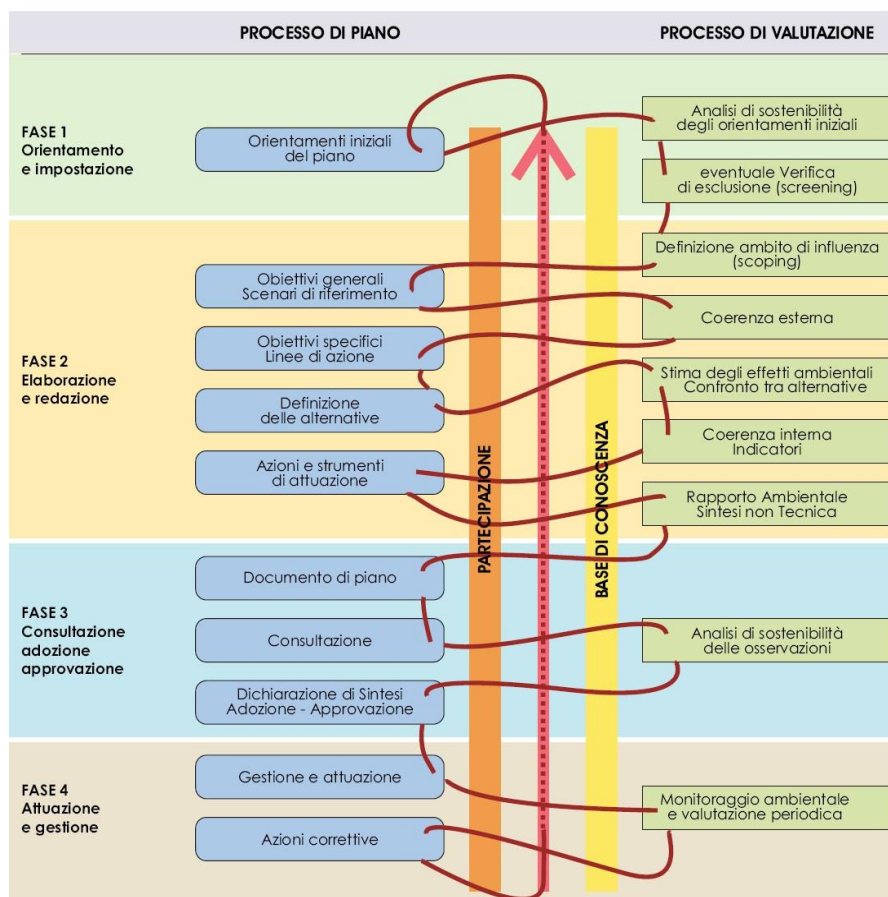 PROCESSO DI PIANO
PROCESSO DI VALUTAZIONE
FASE 1
Orientamento
e impostazione
Orientamenti iniziali
del piano
Analisi di sostenibilità
degli orientamenti iniziali
eventuale Verifica
di esclusione (screening)
FASE 2
Elaborazione
e redazione
Obiettivi generali
Scenari di riferimento
Obiettivi specifici
Linee di azione
Definizione
delle alternative
Azioni e strumenti
di attuazione
Definizione ambito di influenza
(scoping)
Coerenza esterna
Stima degli effetti ambientali
Confronto tra alternative
Coerenza interna
Indicatori
Rapporto Ambientale
Sintesi non Tecnica
PARTECIPAZIONE
BASE DI CONOSCENZA
FASE 3
Consultazione
adozione
approvazione
Documento di piano
Consultazione
Dichiarazione di Sintesi
Adozione - Approvazione
Analisi di sostenibilità
delle osservazioni
FASE 4
Attuazione
e gestione
Gestione e attuazione
Azioni correttive
Monitoraggio ambientale
e valutazione periodica